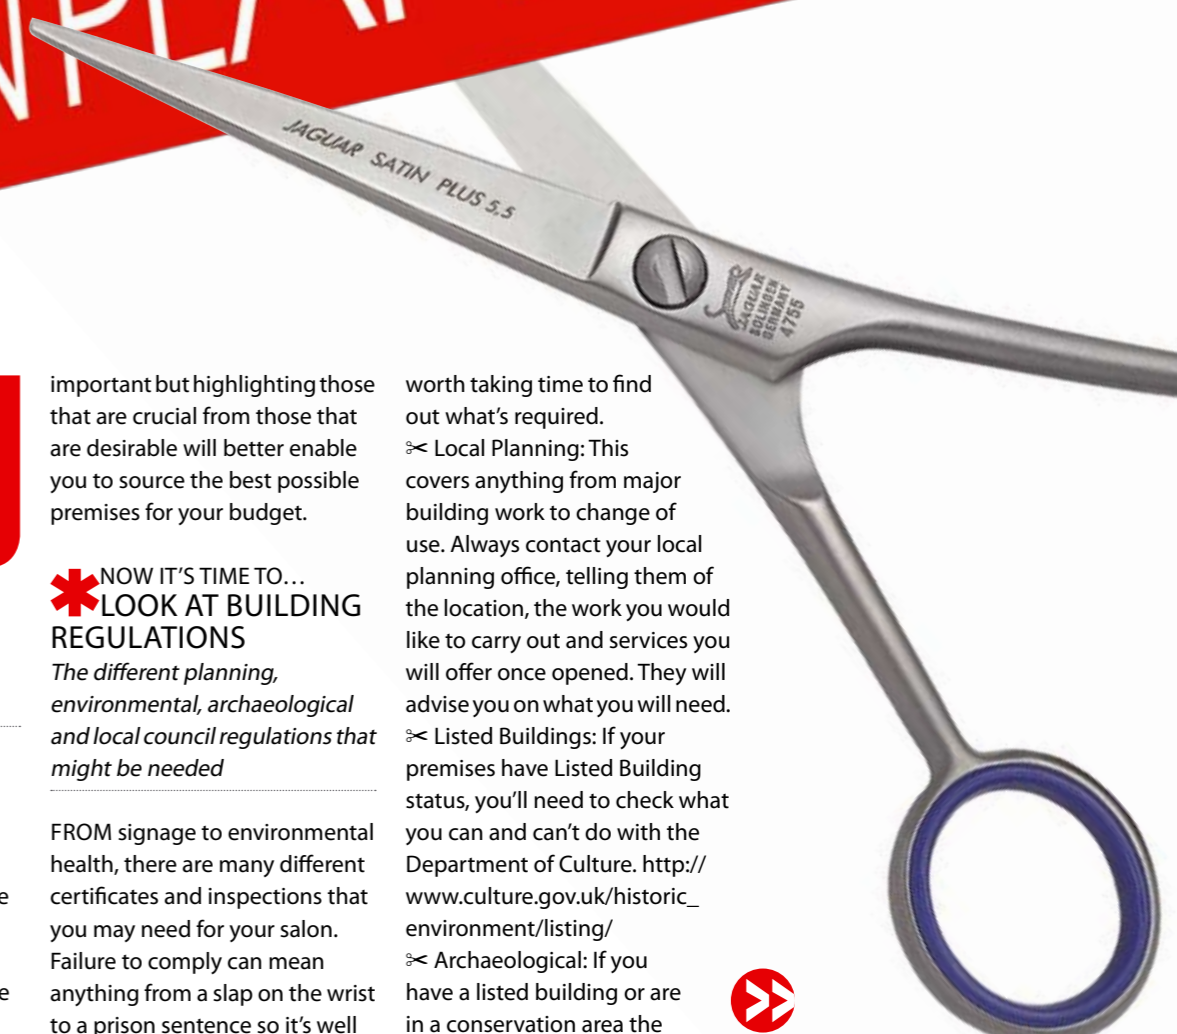 JAGUAR SATIN PLUS 5.5
JAGUAR
SOLINGEN
GERMANY
4755
important but highlighting those
that are crucial from those that
are desirable will better enable
you to source the best possible
premises for your budget.
✱NOW IT'S TIME TO…
LOOK AT BUILDING
REGULATIONS
The different planning,
environmental, archaeological
and local council regulations that
might be needed
FROM signage to environmental
health, there are many different
certificates and inspections that
you may need for your salon.
Failure to comply can mean
anything from a slap on the wrist
to a prison sentence so it's well
worth taking time to find
out what's required.
✂ Local Planning: This
covers anything from major
building work to change of
use. Always contact your local
planning office, telling them of
the location, the work you would
like to carry out and services you
will offer once opened. They will
advise you on what you will need.
✂ Listed Buildings: If your
premises have Listed Building
status, you'll need to check what
you can and can't do with the
Department of Culture. http://
www.culture.gov.uk/historic_
environment/listing/
✂ Archaeological: If you
have a listed building or are
in a conservation area the